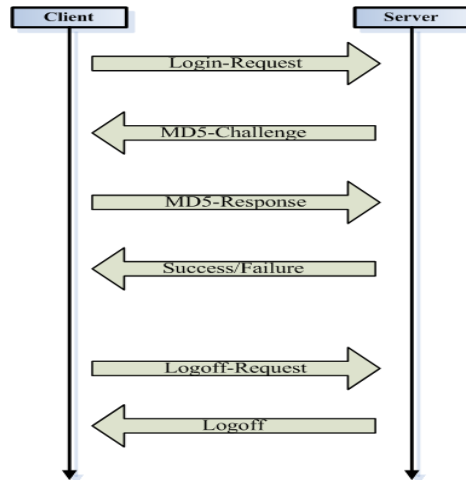 Client
Server
Login-Request
MD5-Challenge
MD5-Response
Success/Failure
Logoff-Request
Logoff